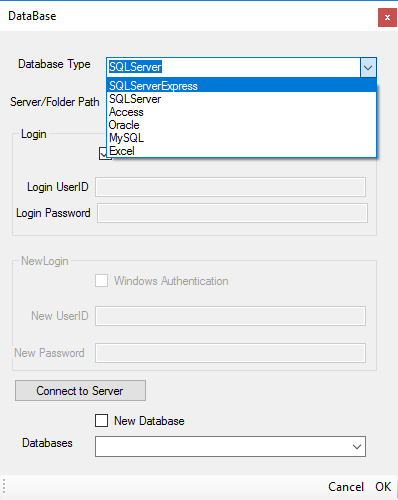 DataBase
x
Database Type
SQLServer
SQLServerExpress
SQLServer
Access
Oracle
MySQL
Excel
Server/Folder Path
Login
Login UserID
Login Password
NewLogin
Windows Authentication
New UserID
New Password
Connect to Server
New Database
Databases
Cancel OK